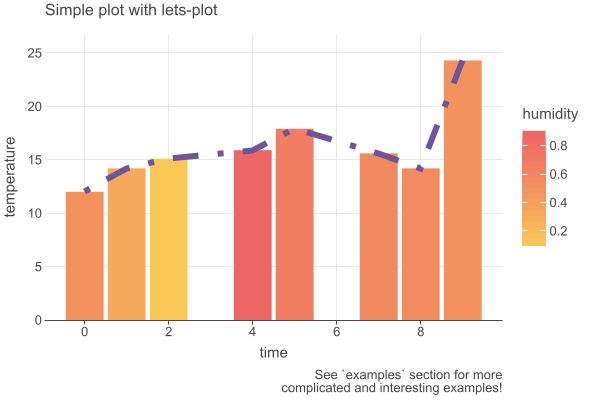 Simple plot with lets-plot
25
20
15
10
5
0
temperature
0 2 4 6 8
time
humidity
0.8
0.6
0.4
0.2
See `examples` section for more
complicated and interesting examples!